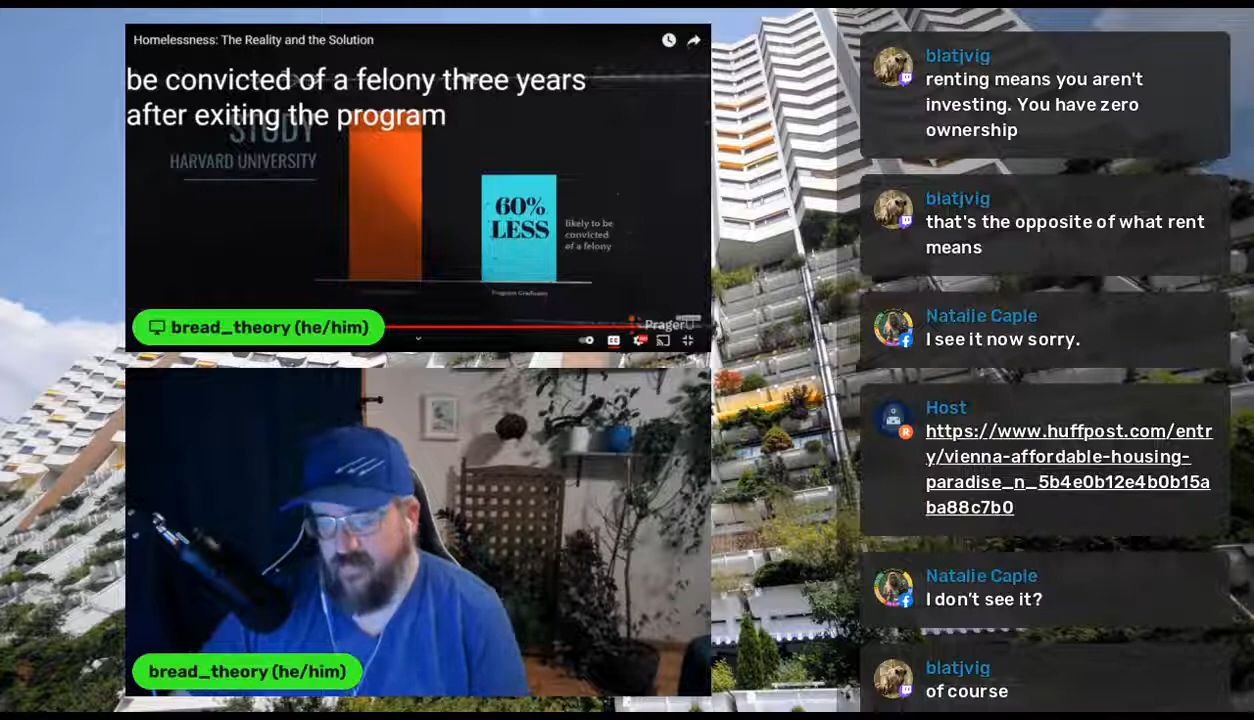 Homelessness: The Reality and the Solution
be convicted of a felony three years
after exiting the program
STUDY
HARVARD UNIVERSITY
60%
LESS
likely to be
convicted
of a felony
Program Graduates
PragerU
CC
bread_theory (he/him)
bread_theory (he/him)
blatjvig
renting means you aren't
investing. You have zero
ownership
blatjvig
that's the opposite of what rent
means
Natalie Caple
I see it now sorry.
Host
https://www.huffpost.com/entr
y/vienna-affordable-housing-
paradise_n_5b4e0b12e4b0b15a
ba88c7b0
Natalie Caple
I don't see it?
blatjvig
of course